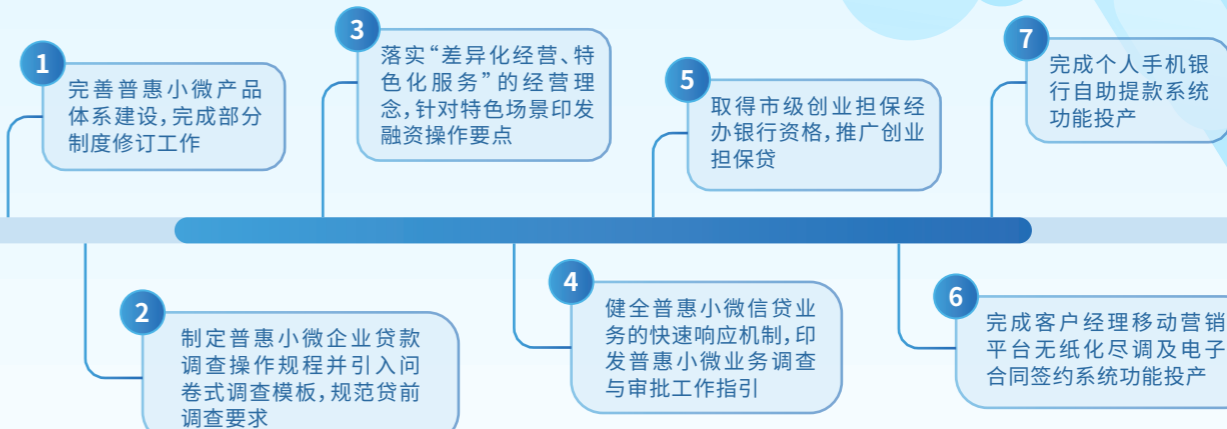 1
完善普惠小微产品
体系建设，完成部分
制度修订工作
2
制定普惠小微企业贷款
调查操作规程并引入问
卷式调查模板，规范贷前
调查要求
3
落实“差异化经营、特
色化服务”的经营理
念，针对特色场景印发
融资操作要点
4
健全普惠小微信贷业
务的快速响应机制，印
发普惠小微业务调查
与审批工作指引
5
取得市级创业担保经
办银行资格，推广创业
担保贷
6
完成客户经理移动营销
平台无纸化尽调及电子
合同签约系统功能投产
7
完成个人手机银
行自助提款系统
功能投产